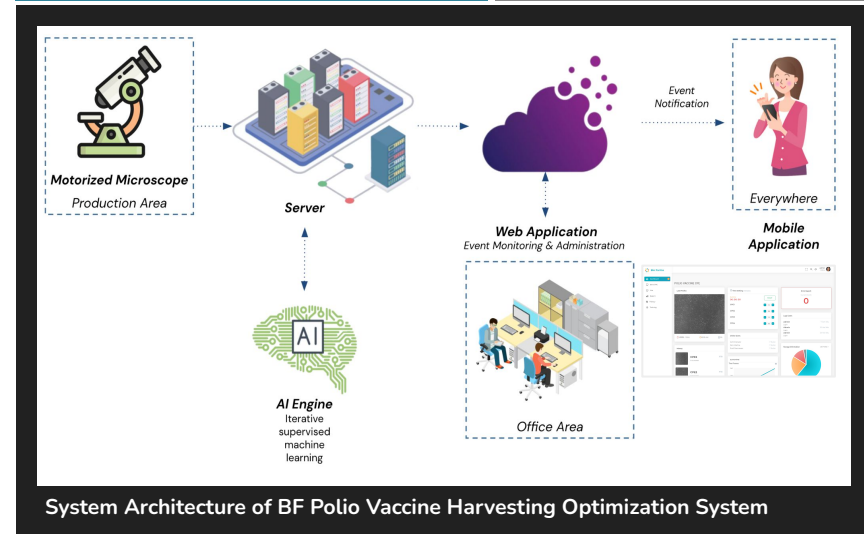 Motorized Microscope
Production Area
Server
AI
AI Engine
Iterative
supervised
machine
learning
Web Application
Event Monitoring & Administration
Office Area
Event
Notification
Everywhere
Mobile
Application
System Architecture of BF Polio Vaccine Harvesting Optimization System